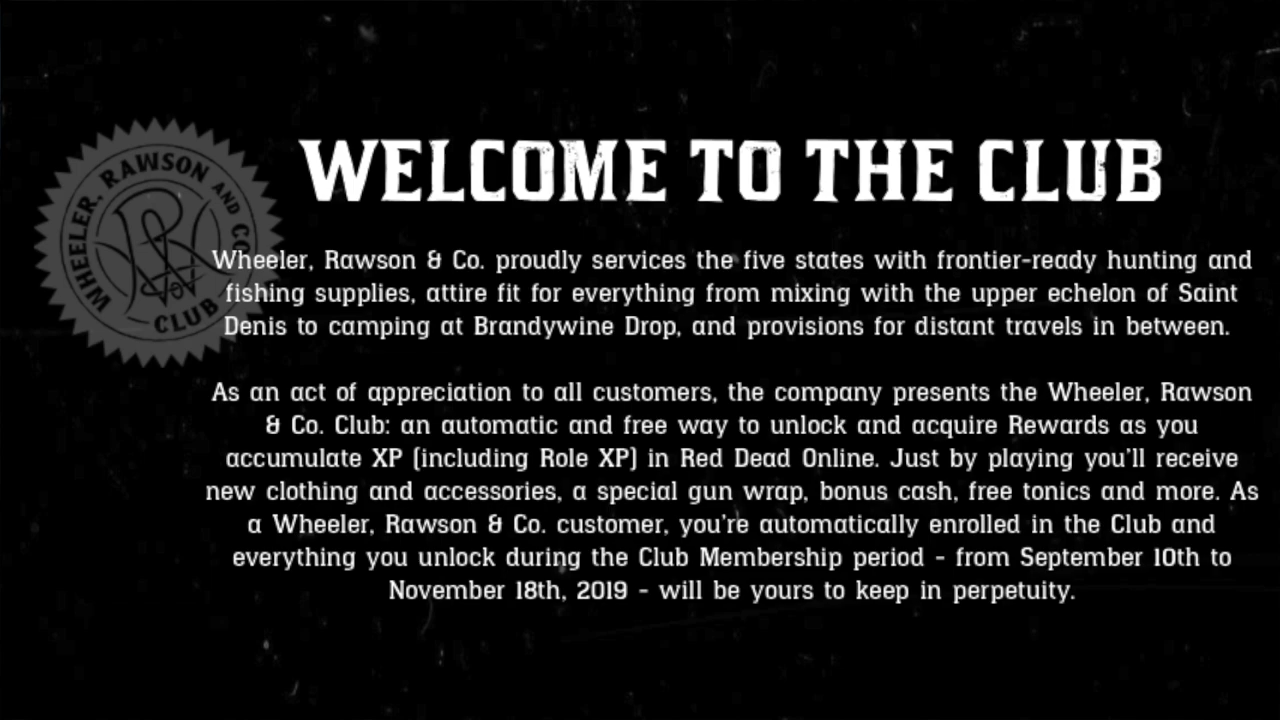 WELCOME TO THE CLUB
WHEELER, RAWSON AND CO.
CLUB
Wheeler, Rawson & Co. proudly services the five states with frontier-ready hunting and
fishing supplies, attire fit for everything from mixing with the upper echelon of Saint
Denis to camping at Brandywine Drop, and provisions for distant travels in between.
As an act of appreciation to all customers, the company presents the Wheeler, Rawson
& Co. Club: an automatic and free way to unlock and acquire Rewards as you
accumulate XP (including Role XP) in Red Dead Online. Just by playing you'll receive
new clothing and accessories, a special gun wrap, bonus cash, free tonics and more. As
a Wheeler, Rawson & Co. customer, you're automatically enrolled in the Club and
everything you unlock during the Club Membership period - from September 10th to
November 18th, 2019 - will be yours to keep in perpetuity.